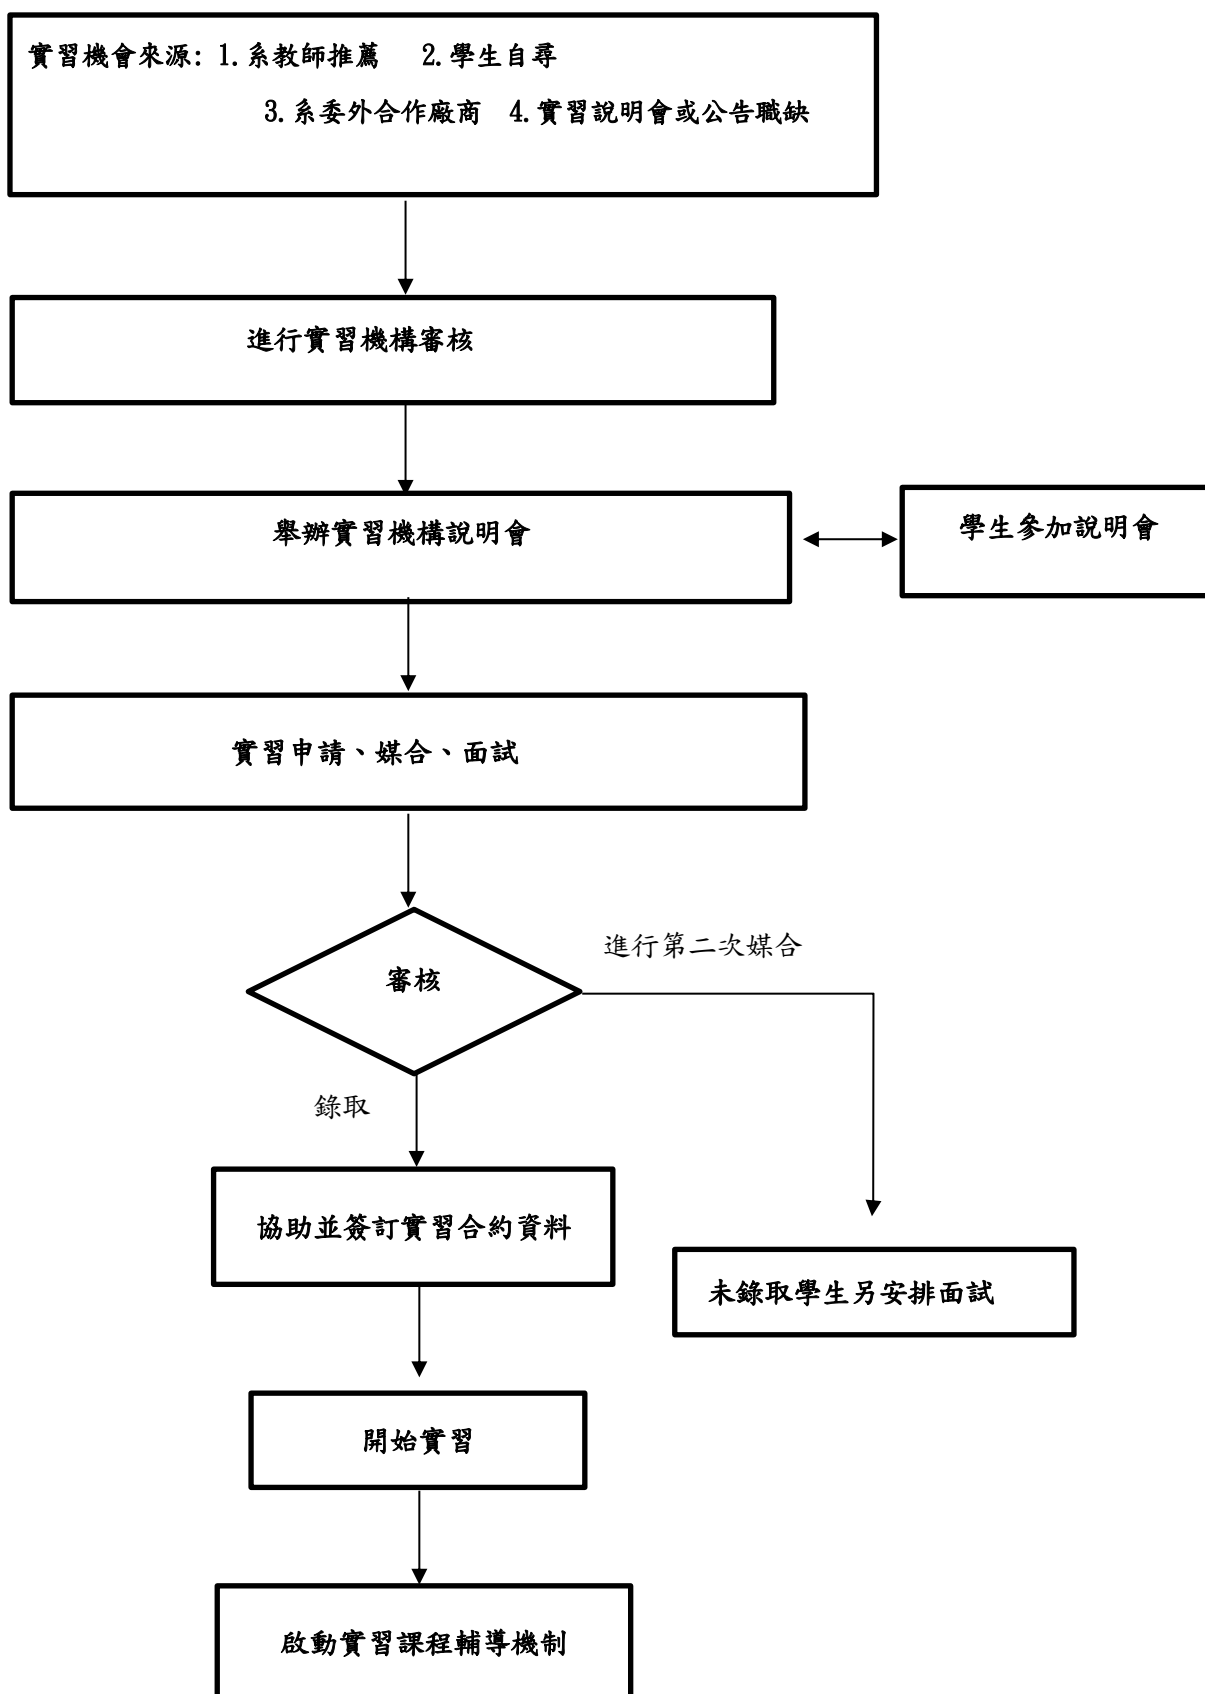 實習機會來源: 1.系教師推薦 2.學生自尋
3.系委外合作廠商 4.實習說明會或公告職缺
進行實習機構審核
舉辦實習機構說明會
學生參加說明會
實習申請、媒合、面試
進行第二次媒合
審核
錄取
協助並簽訂實習合約資料
未錄取學生另安排面試
開始實習
啟動實習課程輔導機制